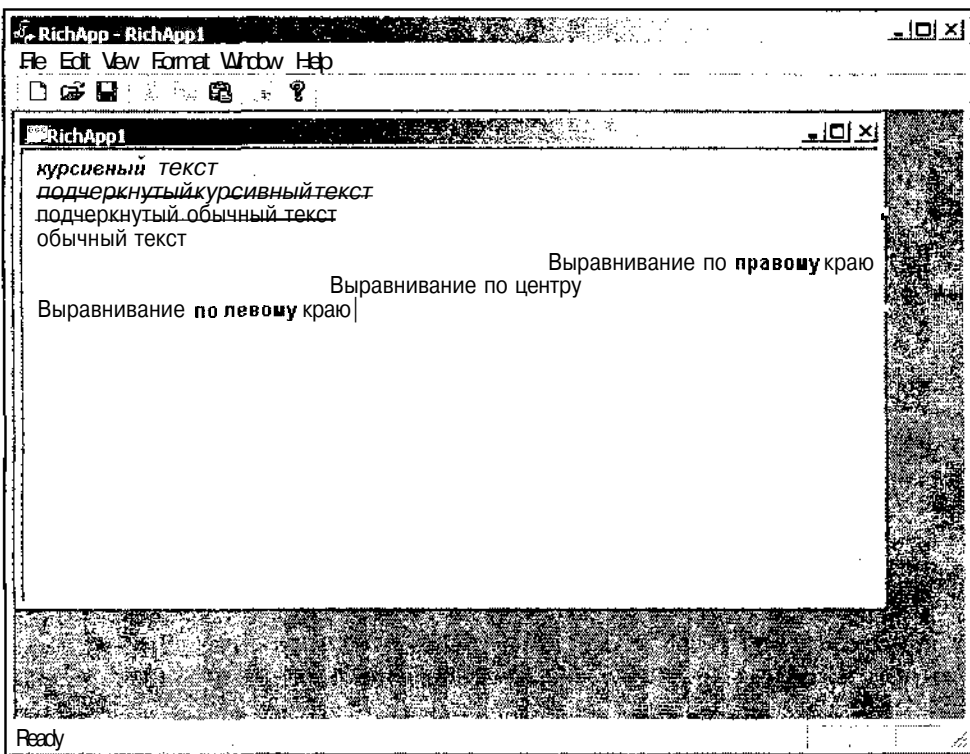 RichApp - RichApp1
File Edit View Format Window Help
RichApp1
курсивный текст
подчеркнутый курсивный текст
подчеркнутый обычный текст
обычный текст
Выравнивание по правому краю
Выравнивание по центру
Выравнивание по левому краю
Ready